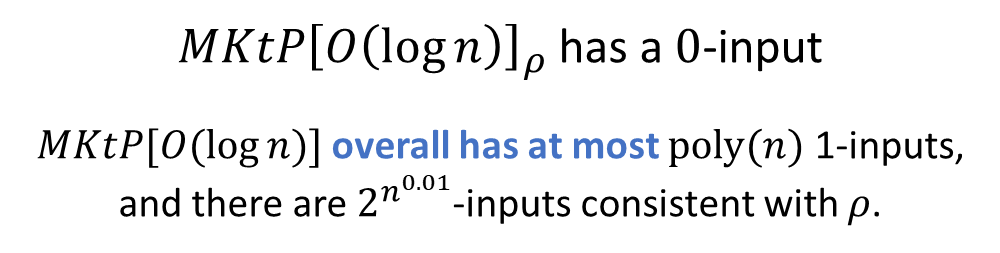 MKtP[O(log n)]ρ has a 0-input
MKtP[O(log n)] overall has at most poly(n) 1-inputs,
and there are 2^{n^{0.01}}-inputs consistent with ρ.